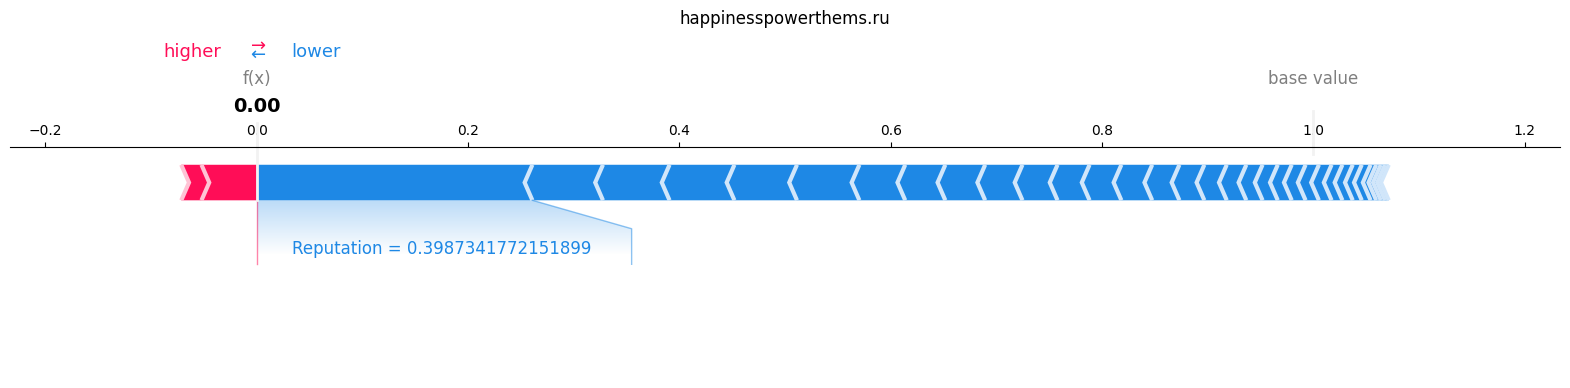 happinesspowerthems.ru
higher ⇄ lower
f(x) base value
0.00
−0.2 0 0 0.2 0.4 0.6 0.8 1 0 1.2
Reputation = 0.3987341772151899